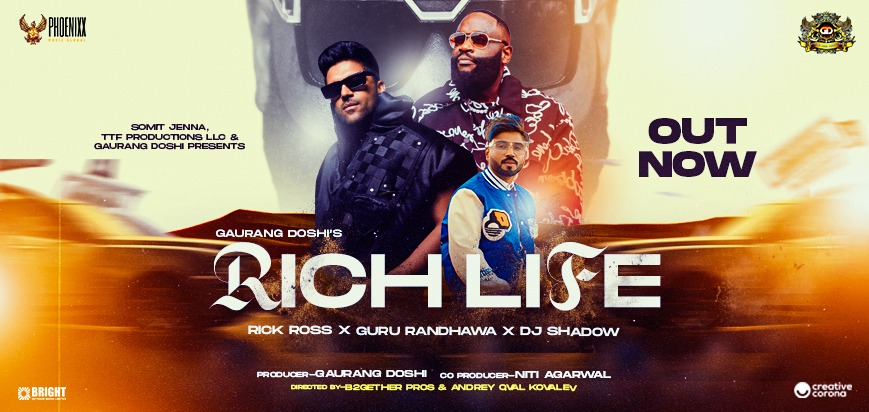 PHOENIXX
MUSIC GLOBAL
GD
SOMIT JENNA,
TTF PRODUCTIONS LLC &
GAURANG DOSHI PRESENTS
OUT
NOW
GAURANG DOSHI'S
RICH LIFE
RICK ROSS X GURU RANDHAWA X DJ SHADOW
PRODUCER-GAURANG DOSHI CO PRODUCER-NITI AGARWAL
DIRECTED BY-B2GETHER PROS & ANDREY QVAL KOVALEV
BRIGHT
creative
corona